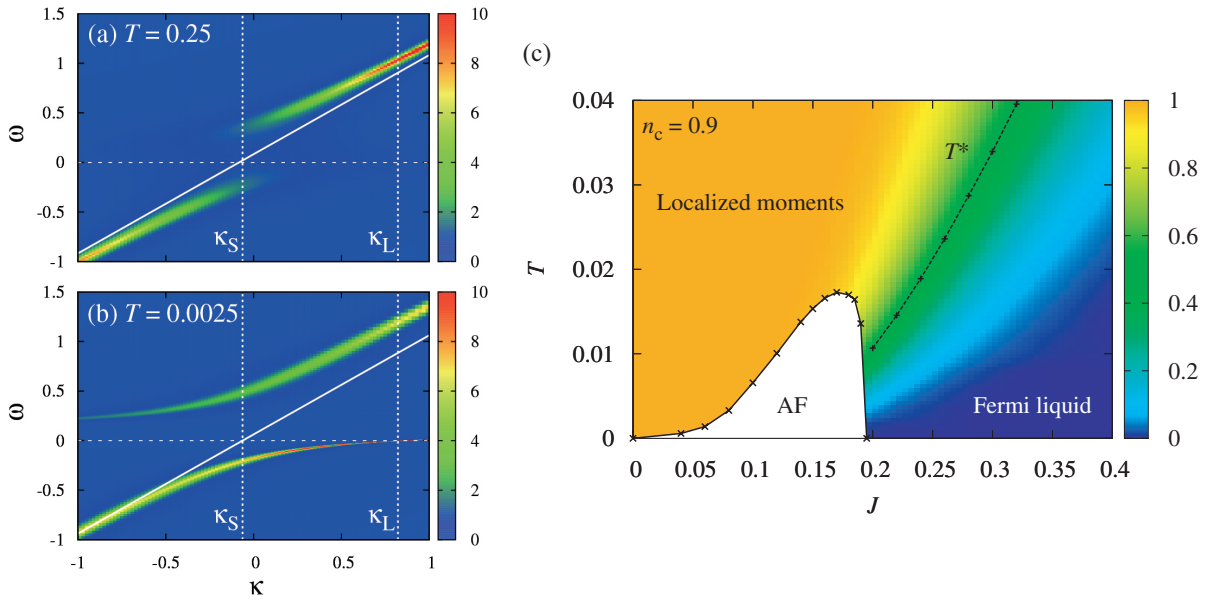 (a) T = 0.25
1.5
1
0.5
0
-0.5
-1
ω
κS
κL
10
8
6
4
2
0
(b) T = 0.0025
1.5
1
0.5
0
-0.5
-1
ω
κS
κL
10
8
6
4
2
0
-1 -0.5 0 0.5 1
κ
(c)
0.04
0.03
0.02
0.01
0
T
nc = 0.9
T*
Localized moments
AF
Fermi liquid
0 0.05 0.10 0.15 0.2 0.25 0.3 0.35 0.4
J
1
0.8
0.6
0.4
0.2
0